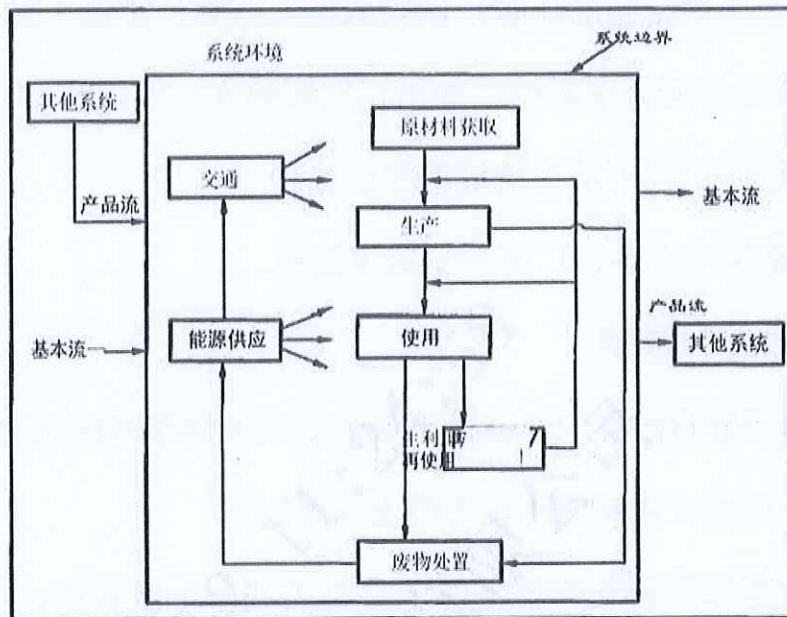 系统环境
系统边界
其他系统
原材料获取
交通
产品流
基本流
生产
产品流
基本流
能源供应
使用
其他系统
再使用
废物处置